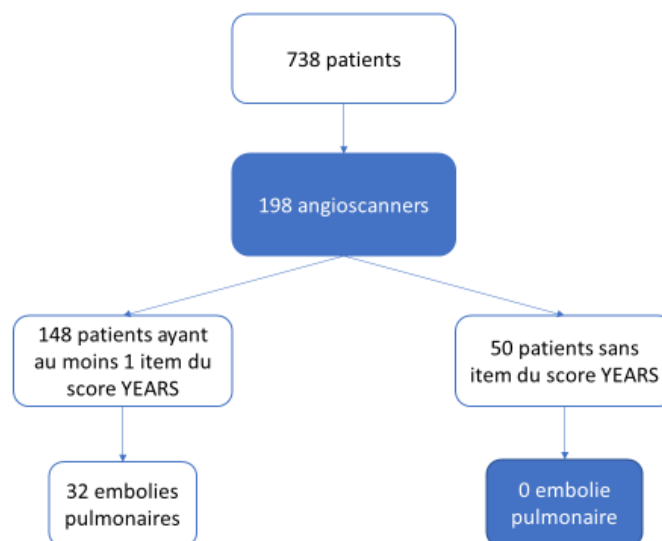 738 patients
198 angioscanners
148 patients ayant
au moins 1 item du
score YEARS
50 patients sans
item du score YEARS
32 embolies
pulmonaires
0 embolie
pulmonaire